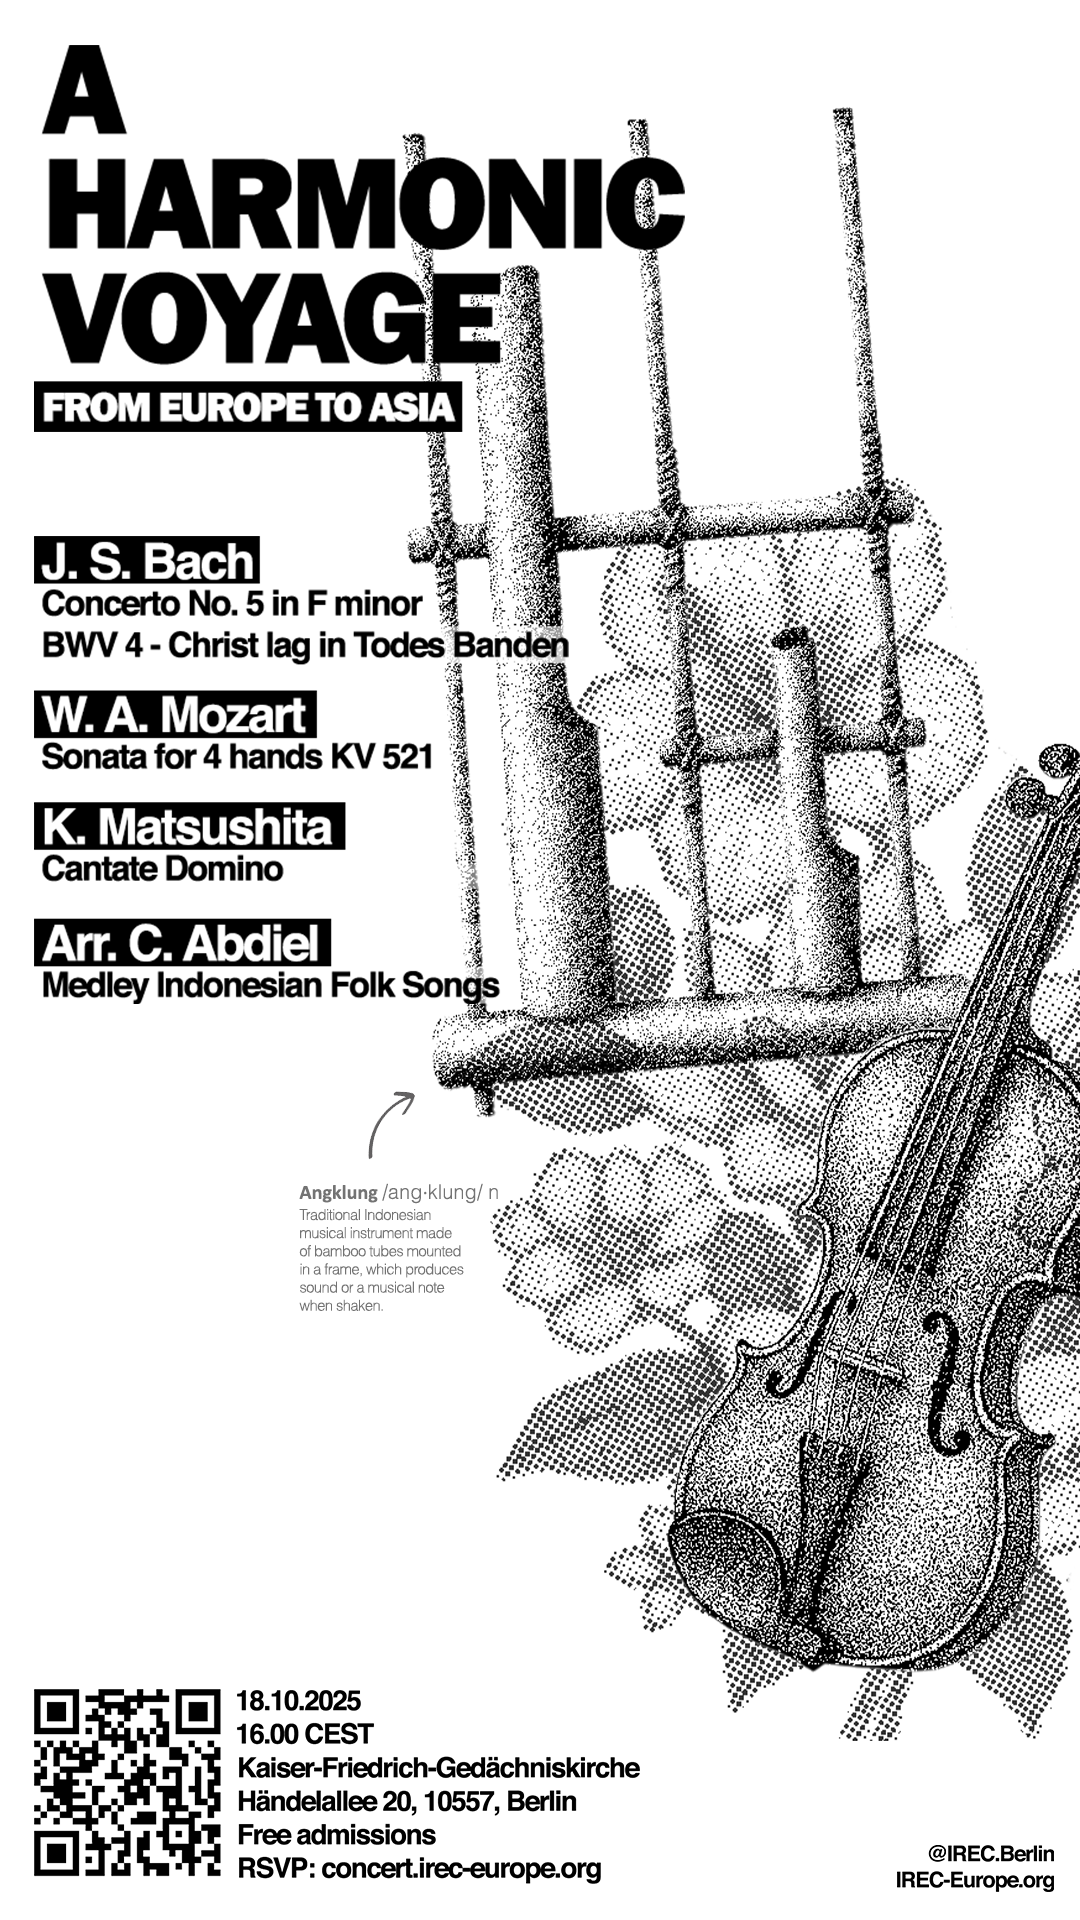 A
HARMONIC
VOYAGE
FROM EUROPE TO ASIA
J. S. Bach
Concerto No. 5 in F minor
BWV 4 - Christ lag in Todes Banden
W. A. Mozart
Sonata for 4 hands KV 521
K. Matsushita
Cantate Domino
Arr. C. Abdiel
Medley Indonesian Folk Songs
Angklung /ang·klung/ n
Traditional Indonesian
musical instrument made
of bamboo tubes mounted
in a frame, which produces
sound or a musical note
when shaken.
18.10.2025
16.00 CEST
Kaiser-Friedrich-Gedächniskirche
Händelallee 20, 10557, Berlin
Free admissions
RSVP: concert.irec-europe.org
@IREC.Berlin
IREC-Europe.org